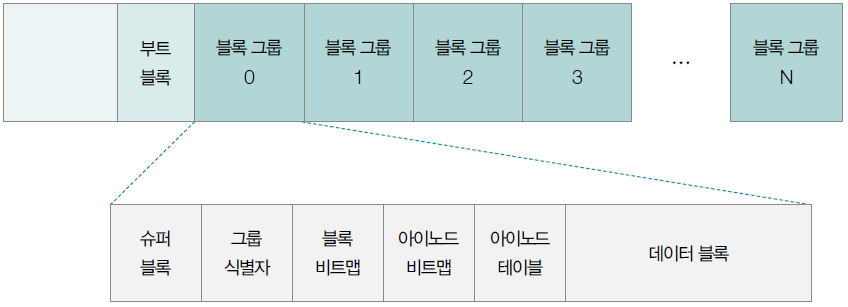 부트
블록
블록 그룹
0
블록 그룹
1
블록 그룹
2
블록 그룹
3
...
블록 그룹
N
슈퍼
블록
그룹
식별자
블록
비트맵
아이노드
비트맵
아이노드
테이블
데이터 블록